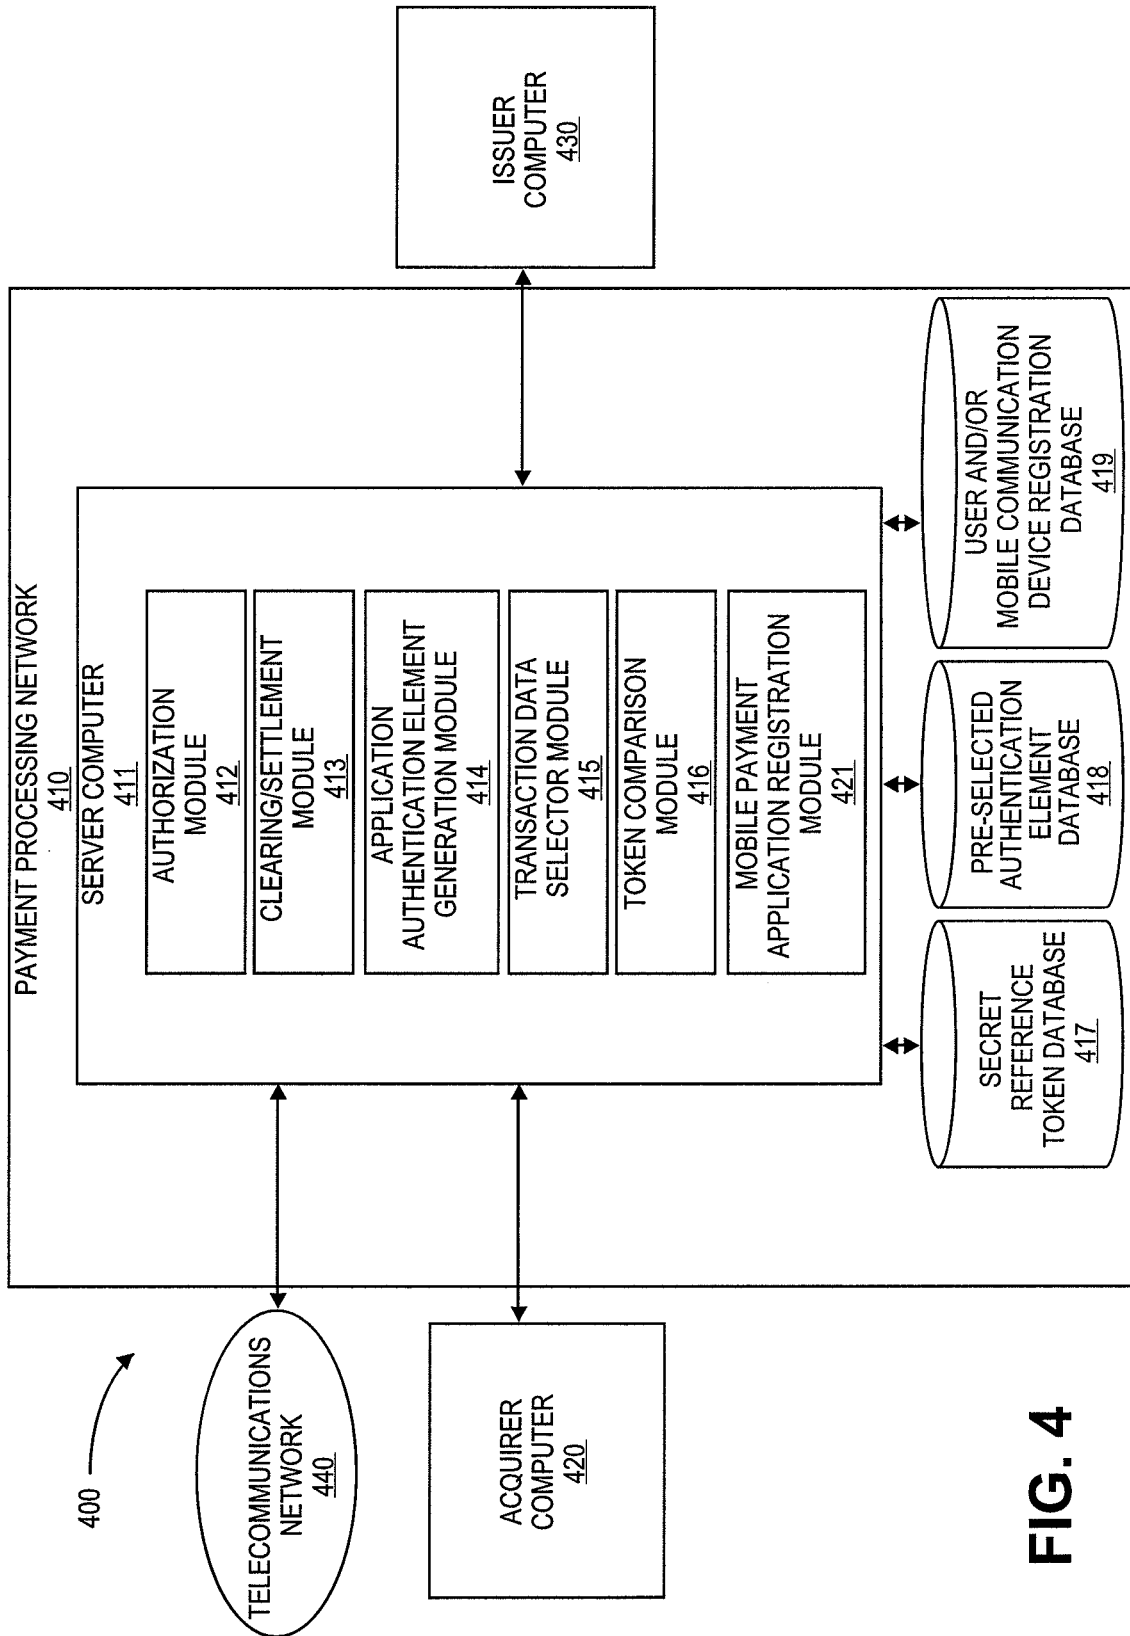 400
TELECOMMUNICATIONS
NETWORK
440
ACQUIRER
COMPUTER
420
PAYMENT PROCESSING NETWORK
410
SERVER COMPUTER
411
AUTHORIZATION
MODULE
412
CLEARING/SETTLEMENT
MODULE
413
APPLICATION
AUTHENTICATION ELEMENT
GENERATION MODULE
414
TRANSACTION DATA
SELECTOR MODULE
415
TOKEN COMPARISON
MODULE
416
MOBILE PAYMENT
APPLICATION REGISTRATION
MODULE
421
SECRET
REFERENCE
TOKEN DATABASE
417
PRE-SELECTED
AUTHENTICATION
ELEMENT
DATABASE
418
USER AND/OR
MOBILE COMMUNICATION
DEVICE REGISTRATION
DATABASE
419
ISSUER
COMPUTER
430
FIG. 4